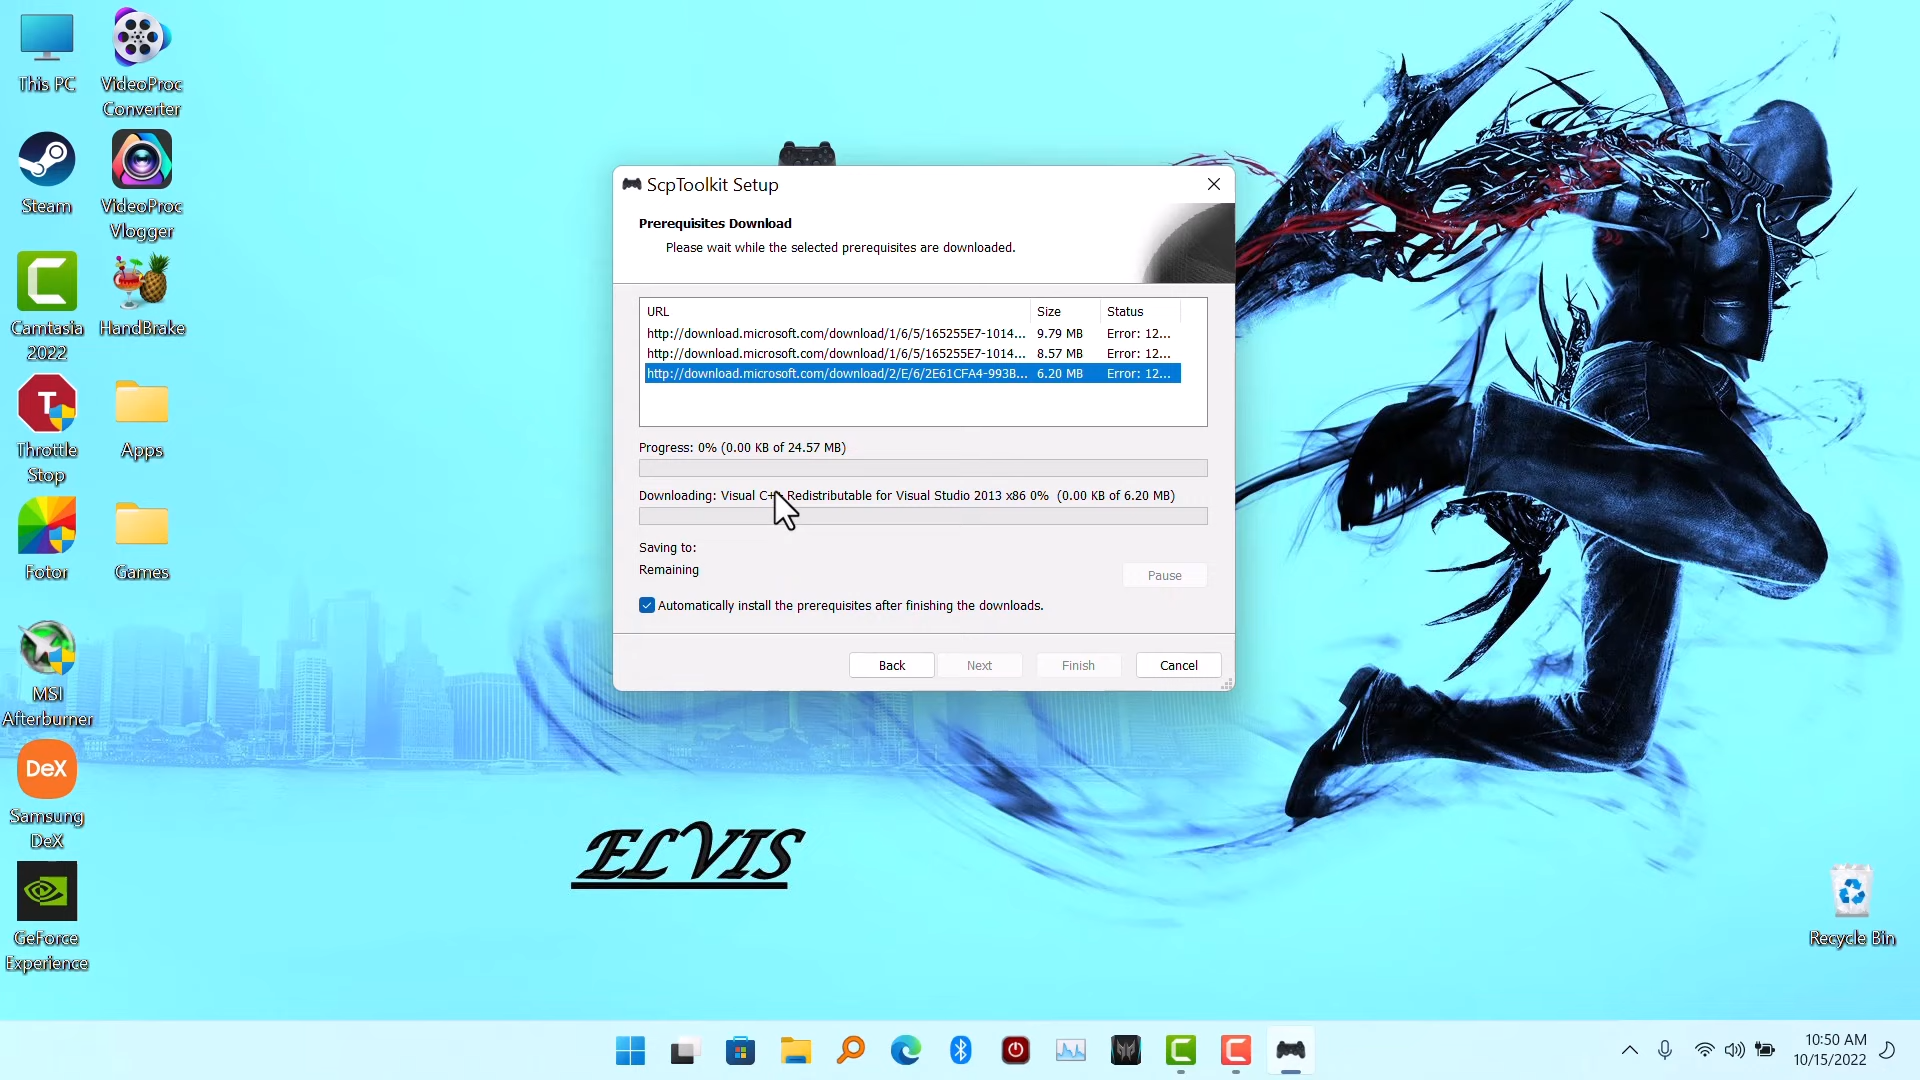 This PC
VideoProc
Converter
Steam
VideoProc
Vlogger
Camtasia
2022
HandBrake
T
Throttle
Stop
Apps
Fotor
Games
MSI
Afterburner
DeX
Samsung
DeX
GeForce
Experience
ScpToolkit Setup
Prerequisites Download
Please wait while the selected prerequisites are downloaded.
URL Size Status
http://download.microsoft.com/download/1/6/5/165255E7-1014... 9.79 MB Error: 12...
http://download.microsoft.com/download/1/6/5/165255E7-1014... 8.57 MB Error: 12...
http://download.microsoft.com/download/2/E/6/2E61CFA4-993B... 6.20 MB Error: 12...
Progress: 0% (0.00 KB of 24.57 MB)
Downloading: Visual C++ Redistributable for Visual Studio 2013 x86 0% (0.00 KB of 6.20 MB)
Saving to:
Remaining
Pause
Automatically install the prerequisites after finishing the downloads.
Back Next Finish Cancel
ELVIS
Recycle Bin
10:50 AM
10/15/2022